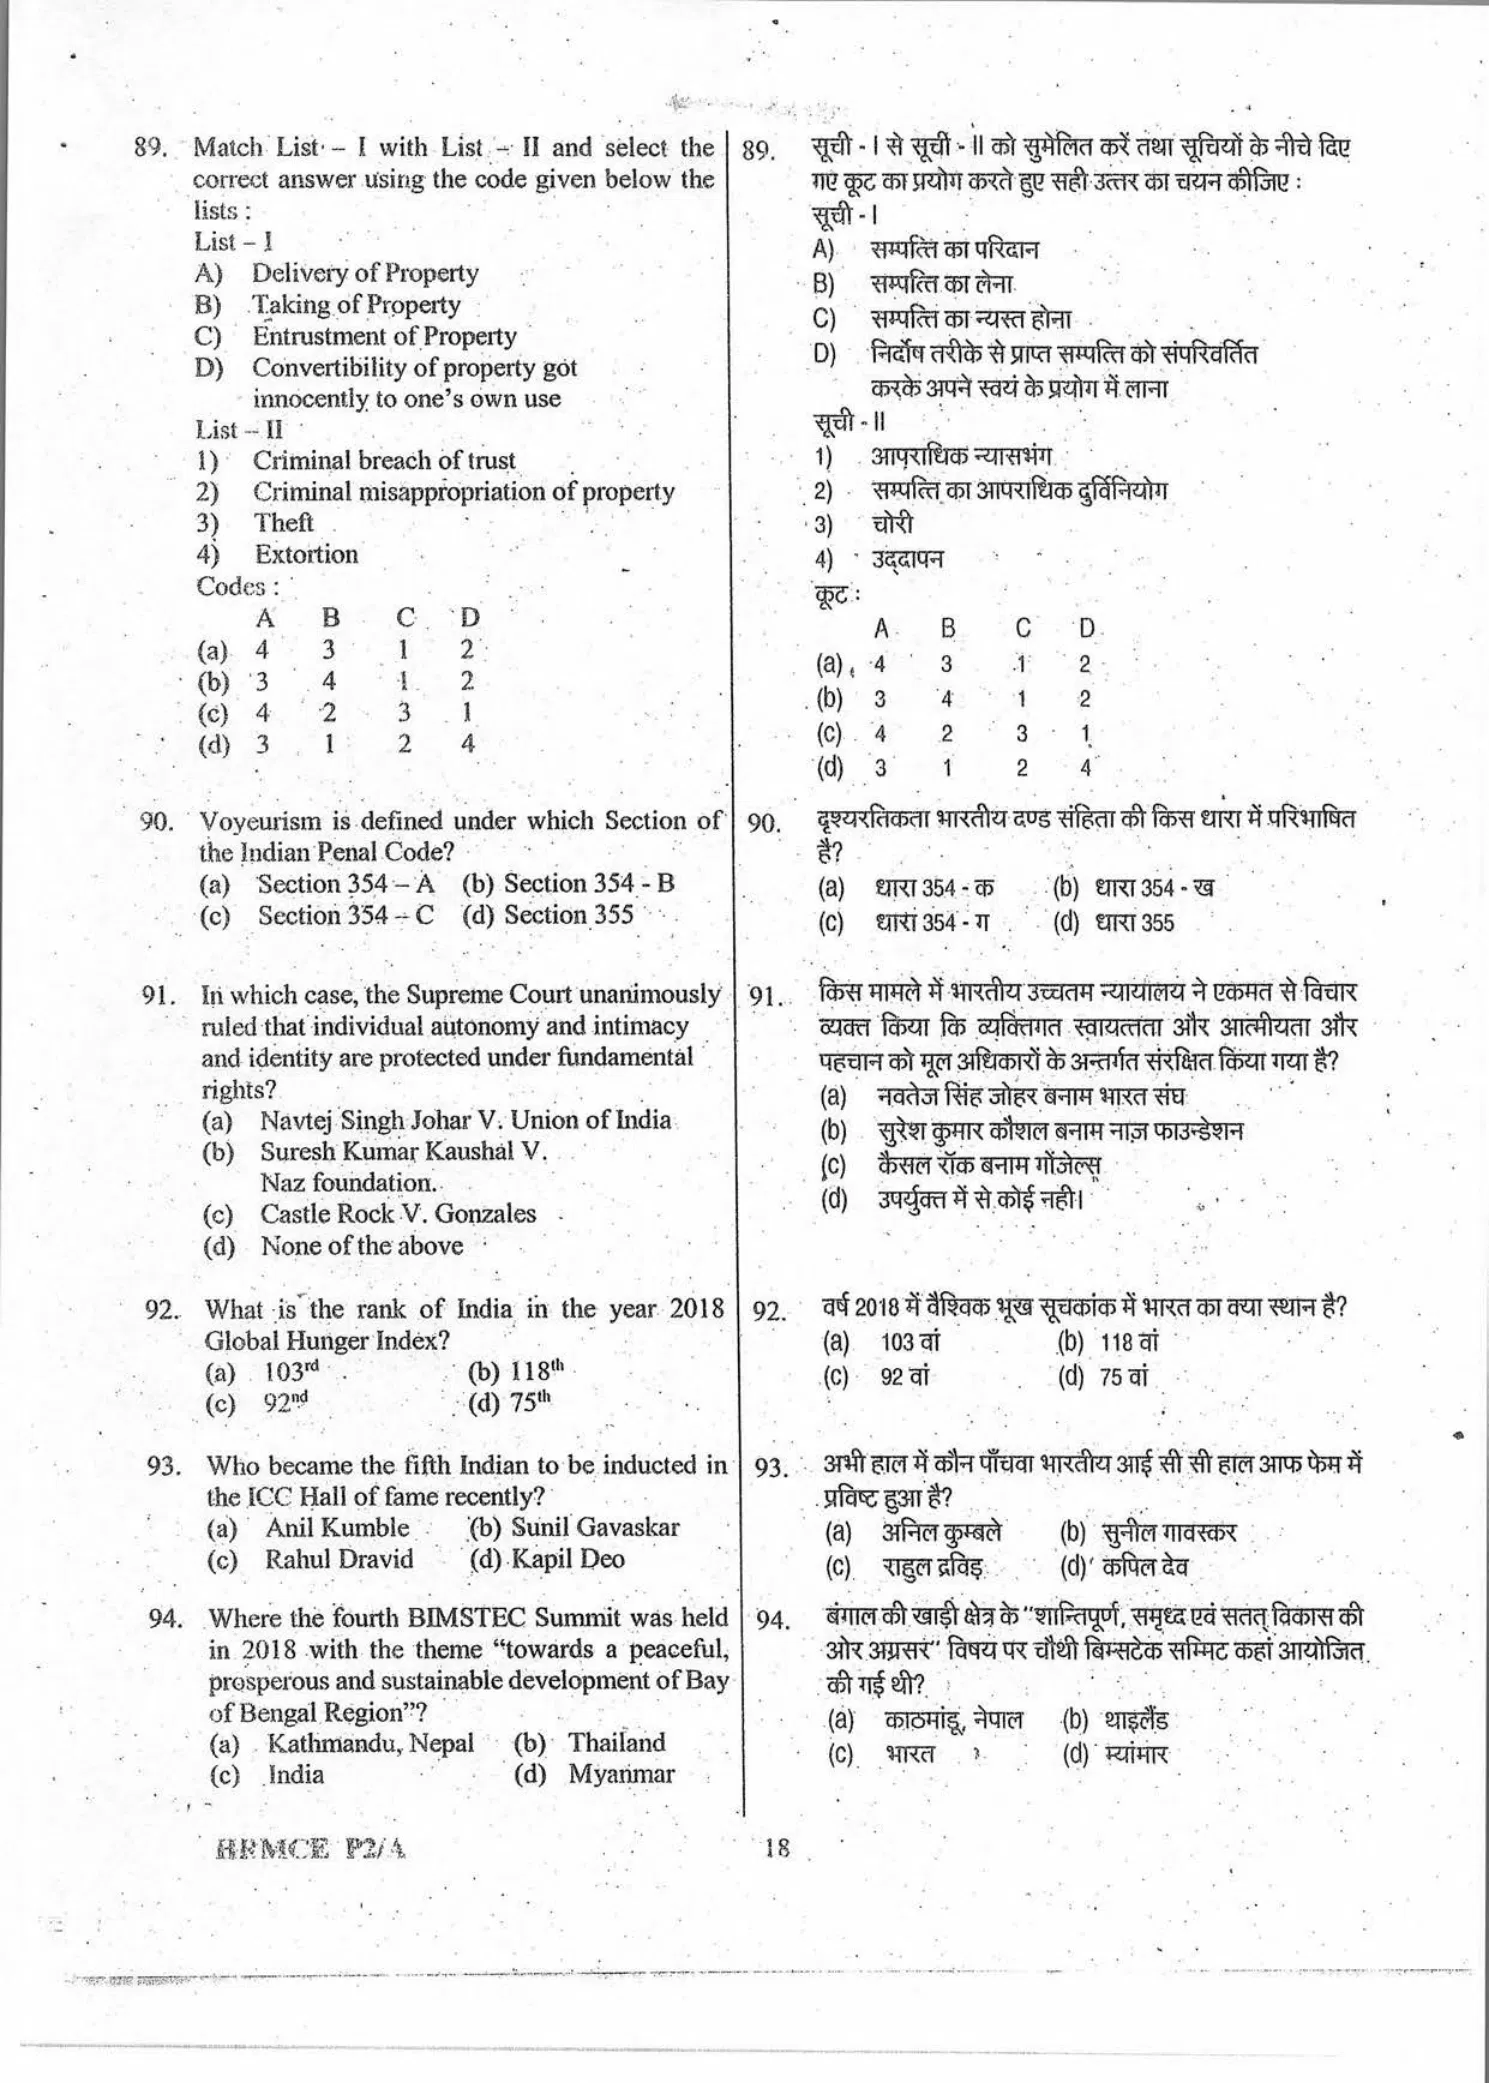 89. Match List - I with List - II and select the
correct answer using the code given below the
lists :
List – I
A) Delivery of Property
B) Taking of Property
C) Entrustment of Property
D) Convertibility of property got
innocently to one's own use
List – II
1) Criminal breach of trust
2) Criminal misappropriation of property
3) Theft
4) Extortion
Codes :
A B C D
(a) 4 3 1 2
(b) 3 4 1 2
(c) 4 2 3 1
(d) 3 1 2 4
90. Voyeurism is defined under which Section of
the Indian Penal Code?
(a) Section 354 – A (b) Section 354 - B
(c) Section 354 – C (d) Section 355
91. In which case, the Supreme Court unanimously
ruled that individual autonomy and intimacy
and identity are protected under fundamental
rights?
(a) Navtej Singh Johar V. Union of India
(b) Suresh Kumar Kaushal V.
Naz foundation.
(c) Castle Rock V. Gonzales
(d) None of the above
92. What is the rank of India in the year 2018
Global Hunger Index?
(a) 103rd (b) 118th
(c) 92nd (d) 75th
93. Who became the fifth Indian to be inducted in
the ICC Hall of fame recently?
(a) Anil Kumble (b) Sunil Gavaskar
(c) Rahul Dravid (d) Kapil Deo
94. Where the fourth BIMSTEC Summit was held
in 2018 with the theme “towards a peaceful,
prosperous and sustainable development of Bay
of Bengal Region”?
(a) Kathmandu, Nepal (b) Thailand
(c) India (d) Myanmar
89. सूची - I से सूची - II को सुमेलित करें तथा सूचियों के नीचे दिए
गए कूट का प्रयोग करते हुए सही उत्तर का चयन कीजिए :
सूची - I
A) सम्पत्ति का परिदान
B) सम्पत्ति का लेना
C) सम्पत्ति का न्यस्त होना
D) निर्दोष तरीके से प्राप्त सम्पत्ति को संपरिवर्तित
करके अपने स्वयं के प्रयोग में लाना
सूची - II
1) आपराधिक न्यासभंग
2) सम्पत्ति का आपराधिक दुर्विनियोग
3) चोरी
4) उद्दापन
कूट :
A B C D
(a) 4 3 1 2
(b) 3 4 1 2
(c) 4 2 3 1
(d) 3 1 2 4
90. दृश्यरतिकता भारतीय दण्ड संहिता की किस धारा में परिभाषित
है?
(a) धारा 354 - क (b) धारा 354 - ख
(c) धारा 354 - ग (d) धारा 355
91. किस मामले में भारतीय उच्चतम न्यायालय ने एकमत से विचार
व्यक्त किया कि व्यक्तिगत स्वायत्तता और आत्मीयता और
पहचान को मूल अधिकारों के अन्तर्गत संरक्षित किया गया है?
(a) नवतेज सिंह जोहर बनाम भारत संघ
(b) सुरेश कुमार कौशल बनाम नाज़ फाउन्डेशन
(c) कैसल रॉक बनाम गोंजेल्स
(d) उपर्युक्त में से कोई नही।
92. वर्ष 2018 में वैश्विक भूख सूचकांक में भारत का क्या स्थान है?
(a) 103 वां (b) 118 वां
(c) 92 वां (d) 75 वां
93. अभी हाल में कौन पाँचवा भारतीय आई सी सी हाल आफ फेम में
प्रविष्ट हुआ है?
(a) अनिल कुम्बले (b) सुनील गावस्कर
(c) राहुल द्रविड़ (d) कपिल देव
94. बंगाल की खाड़ी क्षेत्र के “शान्तिपूर्ण, समृध्द एवं सतत् विकास की
ओर अग्रसर” विषय पर चौथी बिम्सटेक सम्मिट कहां आयोजित
की गई थी?
(a) काठमांडू, नेपाल (b) थाइलैंड
(c) भारत (d) म्यांमार
HRMCE P2/A 18